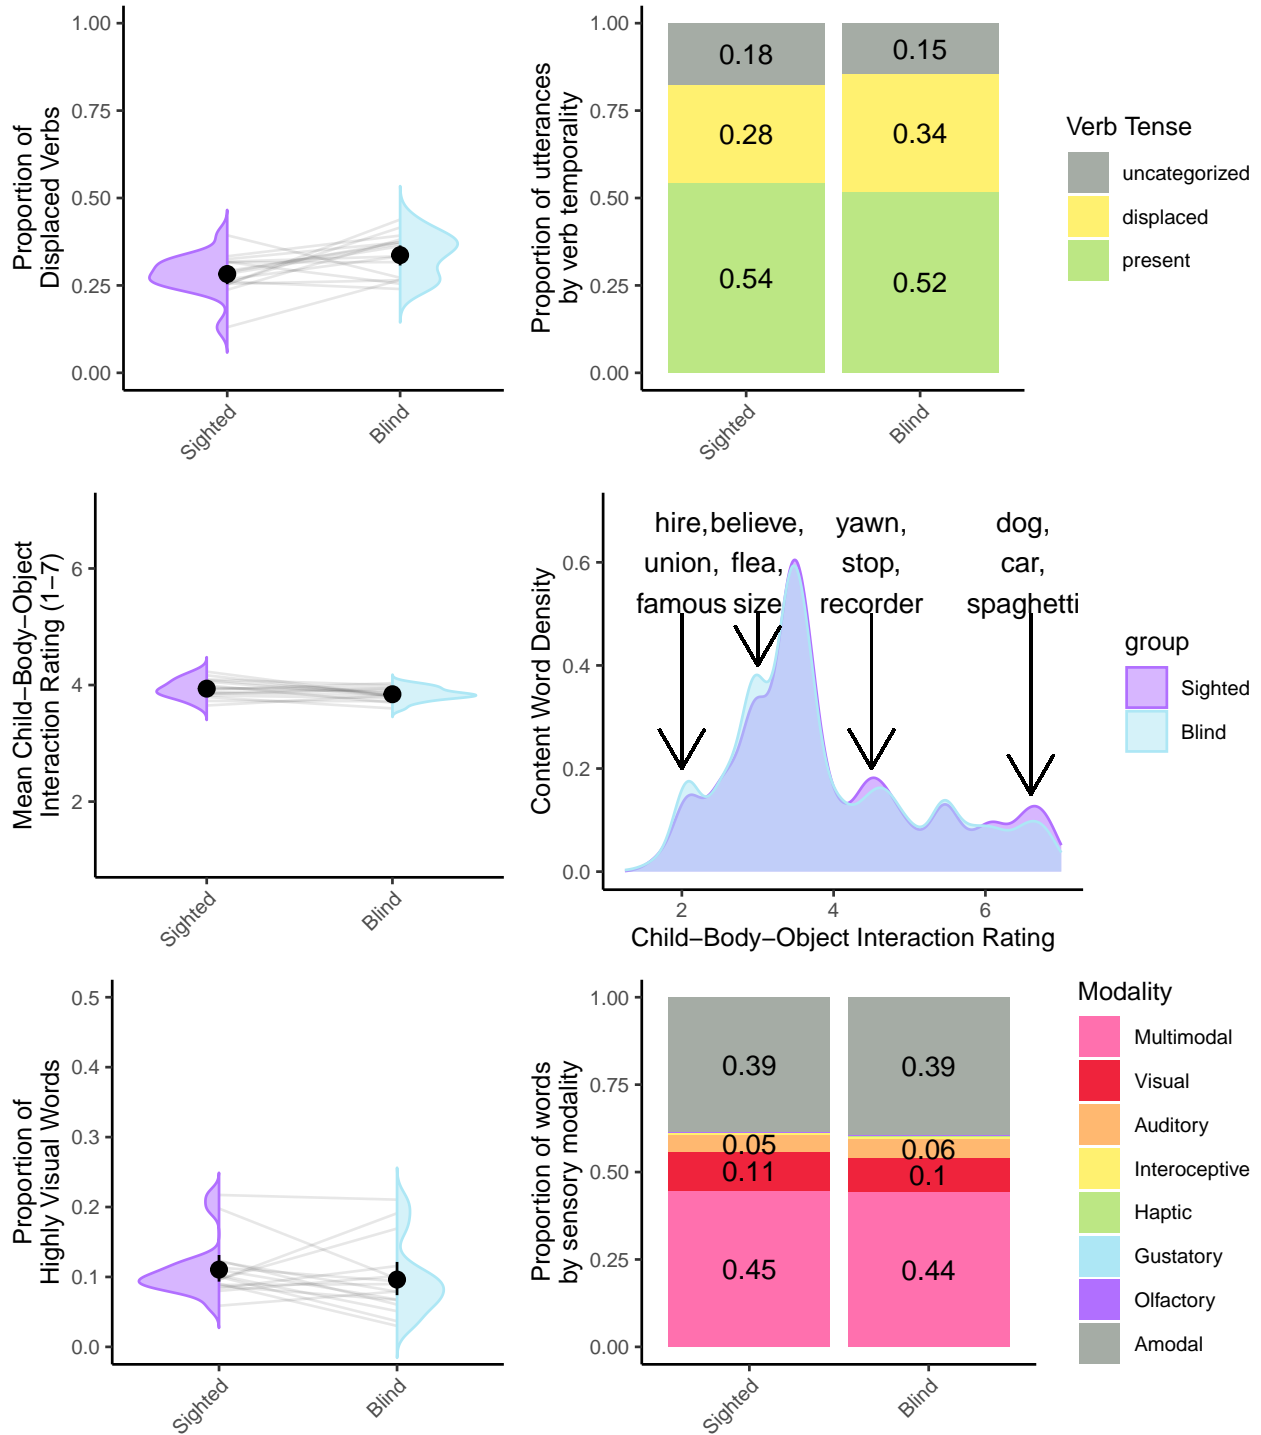 Proportion of
Displaced Verbs
1.00
0.75
0.50
0.25
0.00
Sighted
Blind
Proportion of utterances
by verb temporality
1.00
0.75
0.50
0.25
0.00
0.18
0.15
0.28
0.34
0.54
0.52
Sighted
Blind
Verb Tense
uncategorized
displaced
present
Mean Child−Body−Object
Interaction Rating (1−7)
6
4
2
Sighted
Blind
Content Word Density
0.6
0.4
0.2
0.0
hire,
union,
famous
believe,
flea,
size
yawn,
stop,
recorder
dog,
car,
spaghetti
2
4
6
Child−Body−Object Interaction Rating
group
Sighted
Blind
Proportion of
Highly Visual Words
0.5
0.4
0.3
0.2
0.1
0.0
Sighted
Blind
Proportion of words
by sensory modality
1.00
0.75
0.50
0.25
0.00
0.39
0.39
0.05
0.06
0.11
0.1
0.45
0.44
Sighted
Blind
Modality
Multimodal
Visual
Auditory
Interoceptive
Haptic
Gustatory
Olfactory
Amodal